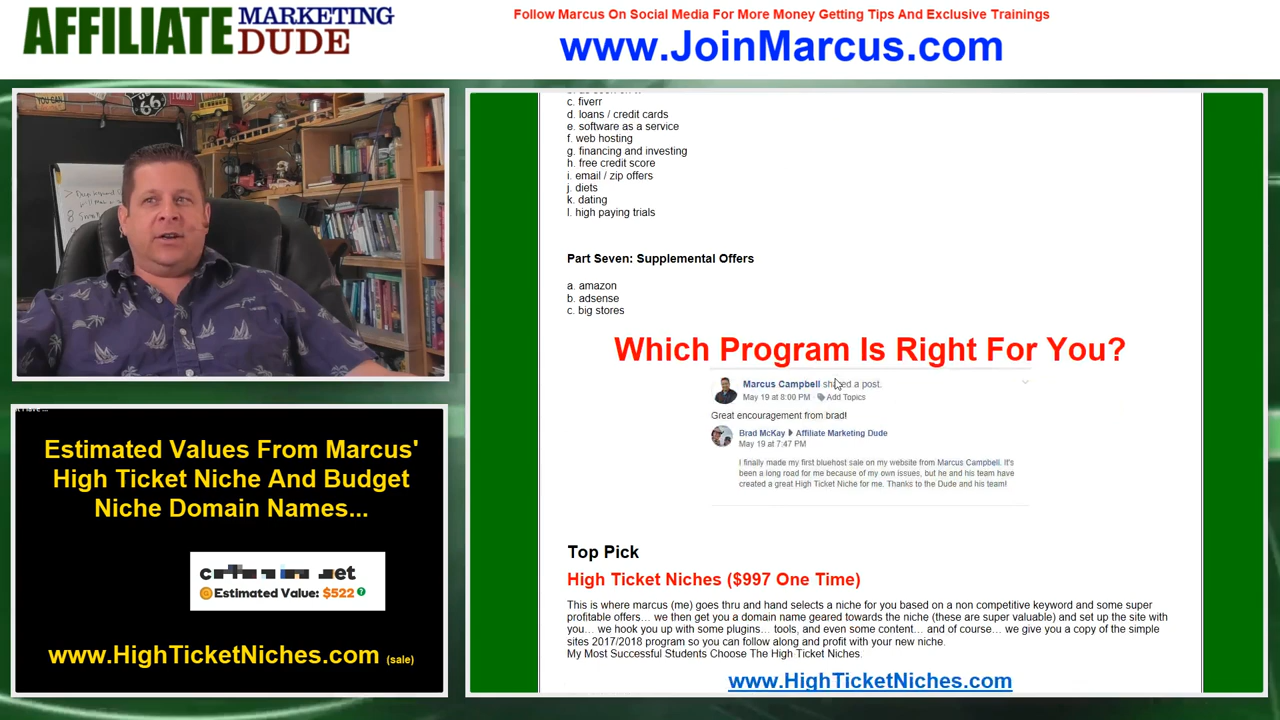 AFFILIATE MARKETING DUDE
Follow Marcus On Social Media For More Money Getting Tips And Exclusive Trainings
www.JoinMarcus.com
YOU CAN
66
I CAN DO
c. fiverr
d. loans / credit cards
e. software as a service
f. web hosting
g. financing and investing
h. free credit score
i. email / zip offers
j. diets
k. dating
l. high paying trials
Part Seven: Supplemental Offers
a. amazon
b. adsense
c. big stores
Which Program Is Right For You?
Marcus Campbell shared a post.
May 19 at 8:00 PM · Add Topics
Great encouragement from brad!
Brad McKay Affiliate Marketing Dude
May 19 at 7:47 PM
I finally made my first bluehost sale on my website from Marcus Campbell. It's
been a long road for me because of my own issues, but he and his team have
created a great High Ticket Niche for me. Thanks to the Dude and his team!
Top Pick
High Ticket Niches ($997 One Time)
This is where marcus (me) goes thru and hand selects a niche for you based on a non competitive keyword and some super
profitable offers… we then get you a domain name geared towards the niche (these are super valuable) and set up the site with
you… we hook you up with some plugins… tools, and even some content… and of course… we give you a copy of the simple
sites 2017/2018 program so you can follow along and profit with your new niche.
My Most Successful Students Choose The High Ticket Niches.
www.HighTicketNiches.com
Estimated Values From Marcus'
High Ticket Niche And Budget
Niche Domain Names...
Estimated Value: $522
www.HighTicketNiches.com (sale)